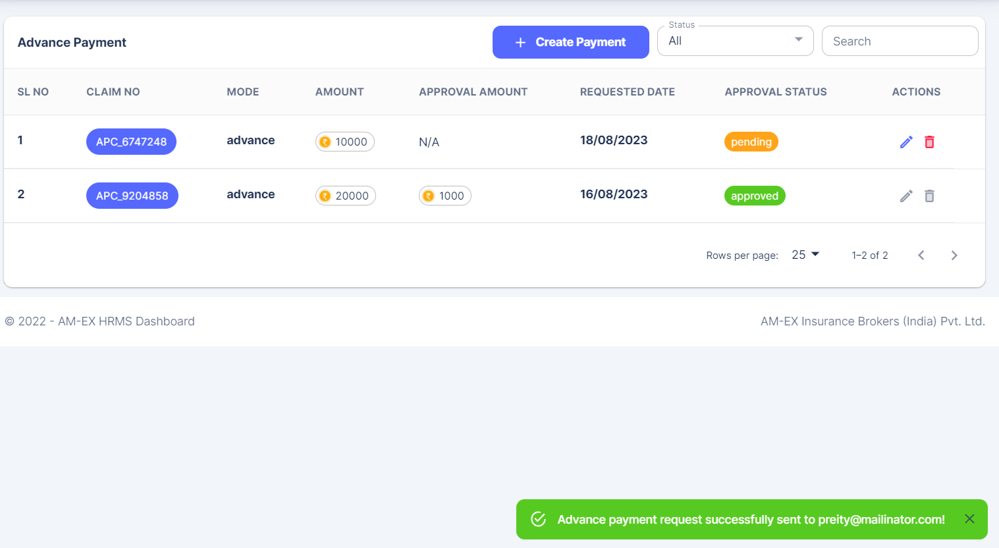 Advance Payment
+ Create Payment
Status
All
Search
SL NO CLAIM NO MODE AMOUNT APPROVAL AMOUNT REQUESTED DATE APPROVAL STATUS ACTIONS
1 APC_6747248 advance ₹ 10000 N/A 18/08/2023 pending
2 APC_9204858 advance ₹ 20000 ₹ 1000 16/08/2023 approved
Rows per page: 25 1–2 of 2
© 2022 - AM-EX HRMS Dashboard
AM-EX Insurance Brokers (India) Pvt. Ltd.
Advance payment request successfully sent to preity@mailinator.com!